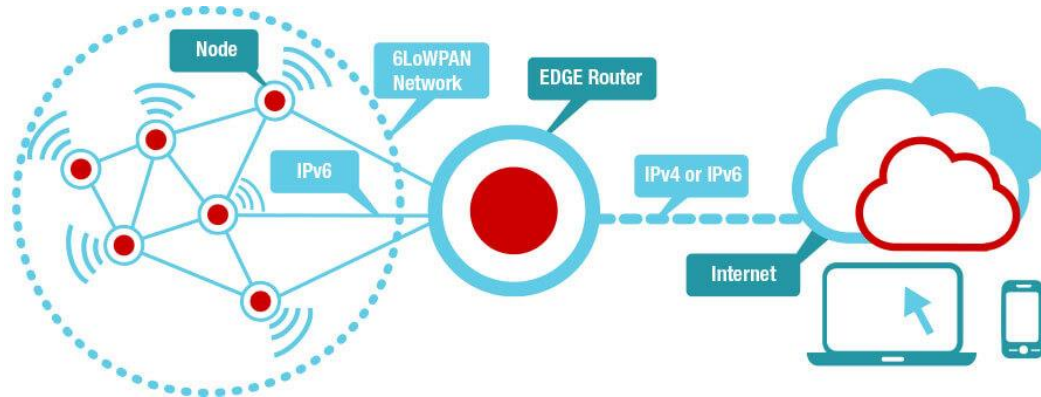 Node
6LoWPAN
Network
EDGE Router
IPv6
IPv4 or IPv6
Internet